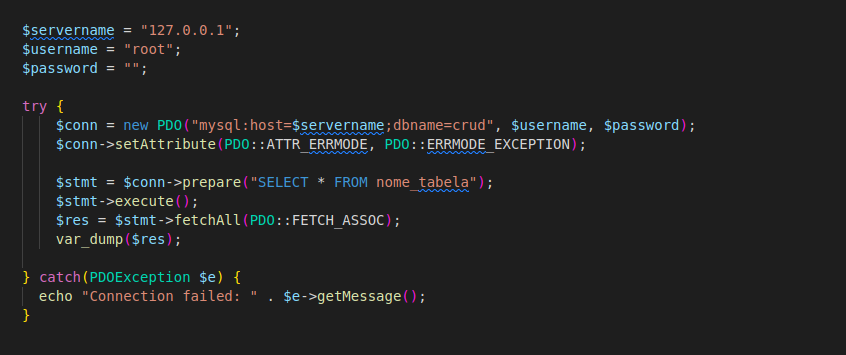 $servername = "127.0.0.1";
$username = "root";
$password = "";
try {
$conn = new PDO("mysql:host=$servername;dbname=crud", $username, $password);
$conn->setAttribute(PDO::ATTR_ERRMODE, PDO::ERRMODE_EXCEPTION);
$stmt = $conn->prepare("SELECT * FROM nome_tabela");
$stmt->execute();
$res = $stmt->fetchAll(PDO::FETCH_ASSOC);
var_dump($res);
} catch(PDOException $e) {
echo "Connection failed: " . $e->getMessage();
}